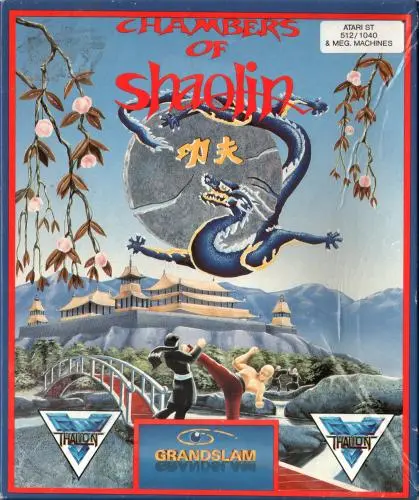 CHAMBERS
OF
Shaolin
ATARI ST
512/1040
& MEG. MACHINES
功夫
THALION
GRANDSLAM
THALION